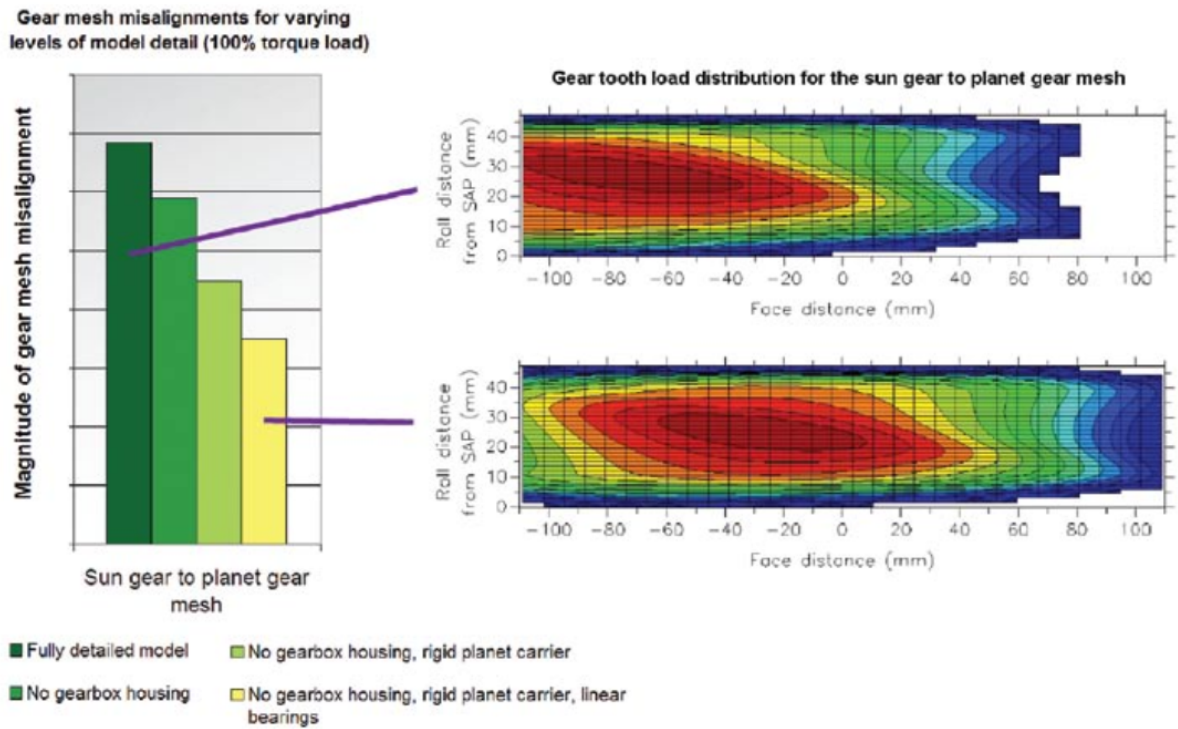 Gear mesh misalignments for varying
levels of model detail (100% torque load)
Magnitude of gear mesh misalignment
Sun gear to planet gear
mesh
Fully detailed model
No gearbox housing
No gearbox housing, rigid planet carrier
No gearbox housing, rigid planet carrier, linear
bearings
Gear tooth load distribution for the sun gear to planet gear mesh
Roll distance
from SAP (mm)
40
30
20
10
0
-100 -80 -60 -40 -20 0 20 40 60 80 100
Face distance (mm)
Roll distance
from SAP (mm)
40
30
20
10
0
-100 -80 -60 -40 -20 0 20 40 60 80 100
Face distance (mm)